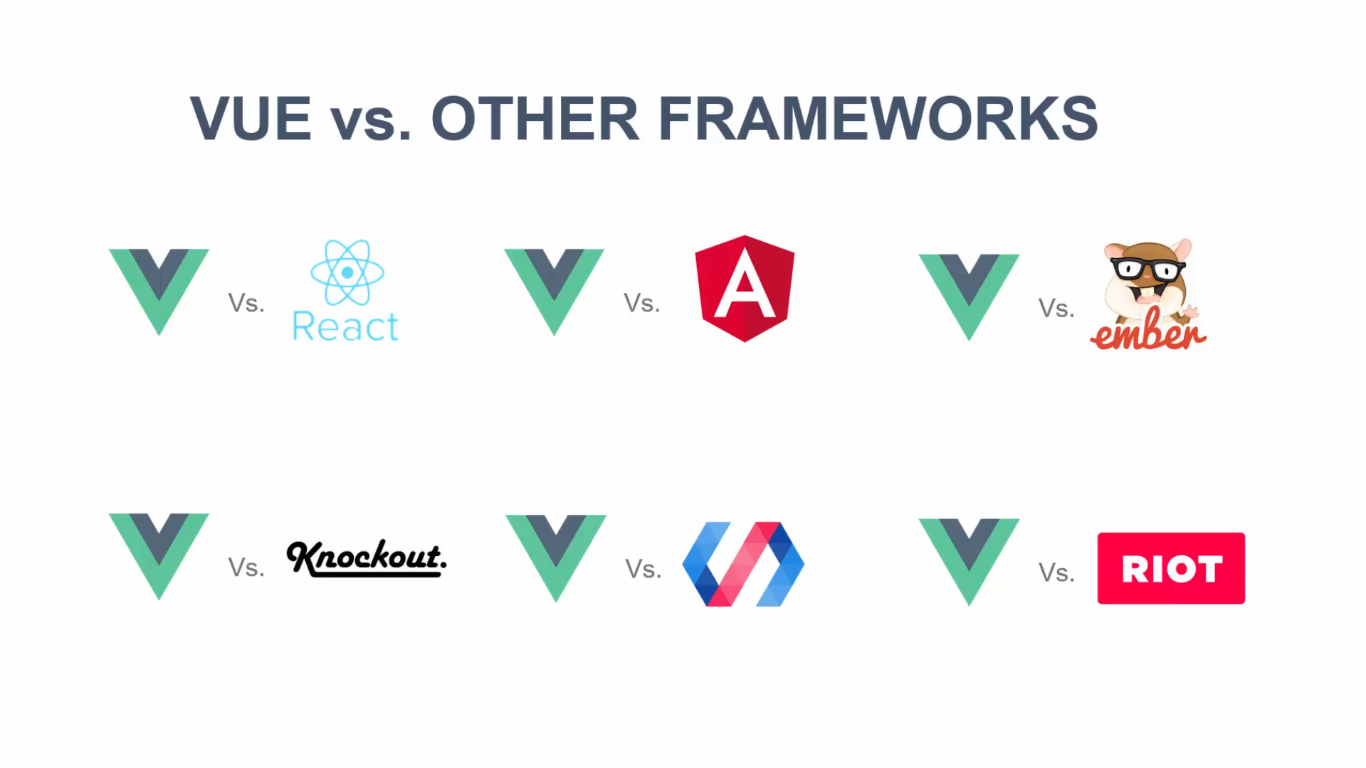 VUE vs. OTHER FRAMEWORKS
Vs. React
Vs. A
Vs. ember
Vs. Knockout.
Vs.
Vs. RIOT